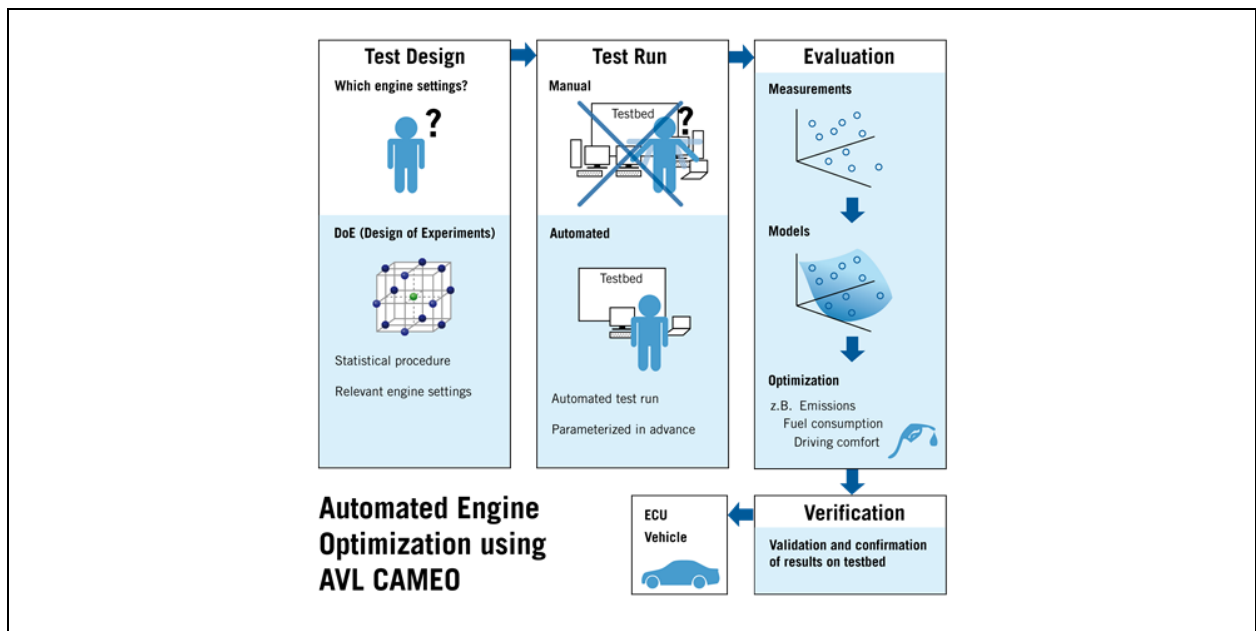 Test Design
Which engine settings?
?
DoE (Design of Experiments)
Statistical procedure
Relevant engine settings
Test Run
Manual
Testbed
?
Automated
Testbed
Automated test run
Parameterized in advance
Evaluation
Measurements
Models
Optimization
z.B. Emissions
Fuel consumption
Driving comfort
Automated Engine
Optimization using
AVL CAMEO
ECU
Vehicle
Verification
Validation and confirmation
of results on testbed